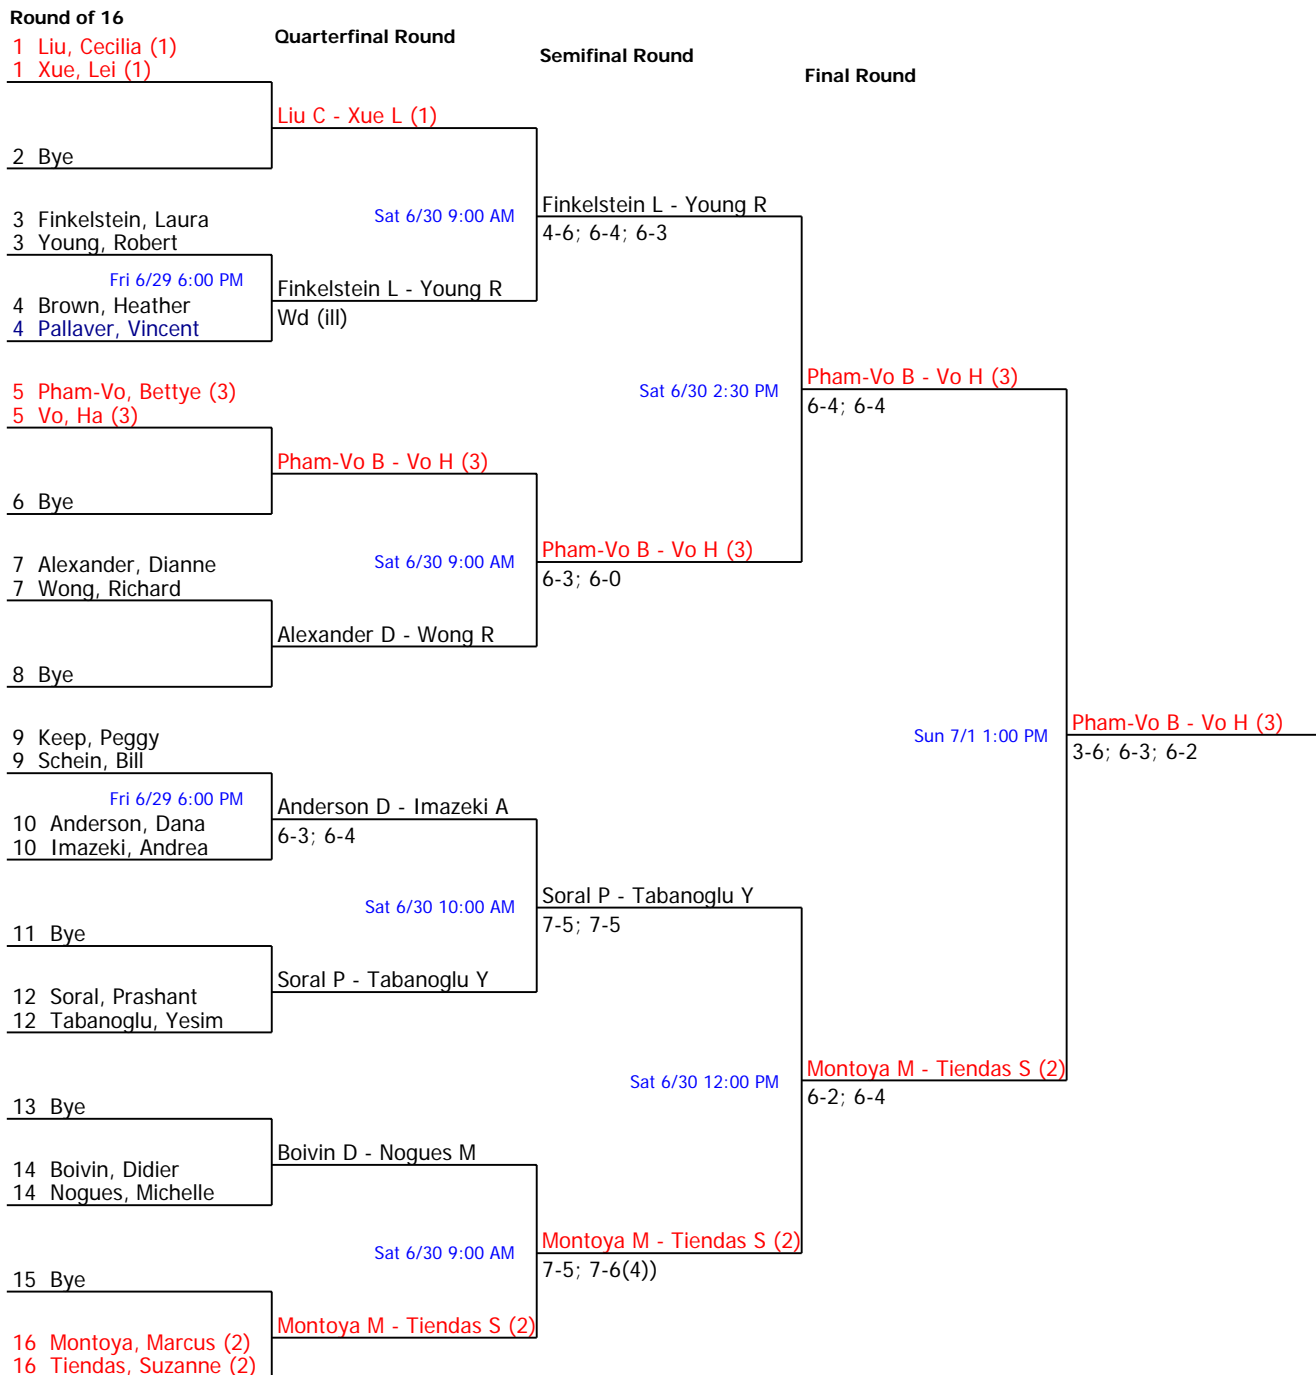 Round of 16
Quarterfinal Round
Semifinal Round
Final Round
1 Liu, Cecilia (1)
1 Xue, Lei (1)
Liu C - Xue L (1)
2 Bye
Sat 6/30 9:00 AM
Finkelstein L - Young R
4-6; 6-4; 6-3
3 Finkelstein, Laura
3 Young, Robert
Fri 6/29 6:00 PM
Finkelstein L - Young R
Wd (ill)
4 Brown, Heather
4 Pallaver, Vincent
Sat 6/30 2:30 PM
Pham-Vo B - Vo H (3)
6-4; 6-4
5 Pham-Vo, Bettye (3)
5 Vo, Ha (3)
Pham-Vo B - Vo H (3)
6 Bye
Sat 6/30 9:00 AM
Pham-Vo B - Vo H (3)
6-3; 6-0
7 Alexander, Dianne
7 Wong, Richard
Alexander D - Wong R
8 Bye
Sun 7/1 1:00 PM
Pham-Vo B - Vo H (3)
3-6; 6-3; 6-2
9 Keep, Peggy
9 Schein, Bill
Fri 6/29 6:00 PM
Anderson D - Imazeki A
6-3; 6-4
10 Anderson, Dana
10 Imazeki, Andrea
Sat 6/30 10:00 AM
Soral P - Tabanoglu Y
7-5; 7-5
11 Bye
Soral P - Tabanoglu Y
12 Soral, Prashant
12 Tabanoglu, Yesim
Sat 6/30 12:00 PM
Montoya M - Tiendas S (2)
6-2; 6-4
13 Bye
Boivin D - Nogues M
14 Boivin, Didier
14 Nogues, Michelle
Sat 6/30 9:00 AM
Montoya M - Tiendas S (2)
7-5; 7-6(4))
15 Bye
Montoya M - Tiendas S (2)
16 Montoya, Marcus (2)
16 Tiendas, Suzanne (2)